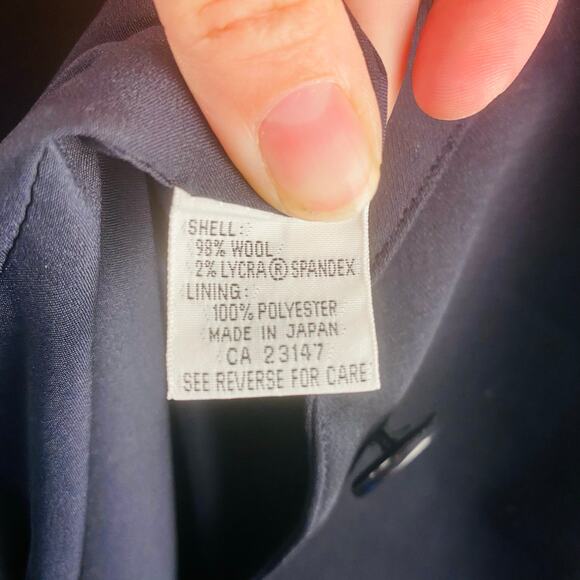 SHELL:
98% WOOL
2% LYCRA® SPANDEX
LINING:
100% POLYESTER
MADE IN JAPAN
CA 23147
SEE REVERSE FOR CARE